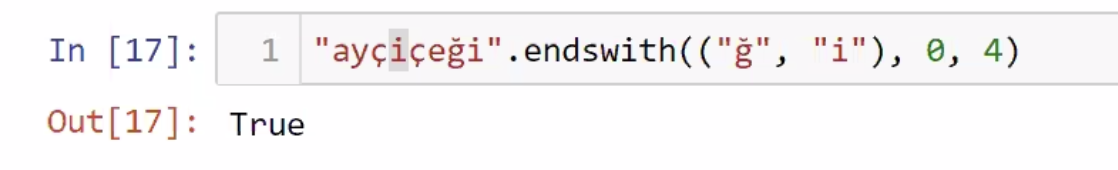 In [17]: 1 "ayçiçeği".endswith(("ğ", "i"), 0, 4)
Out[17]: True